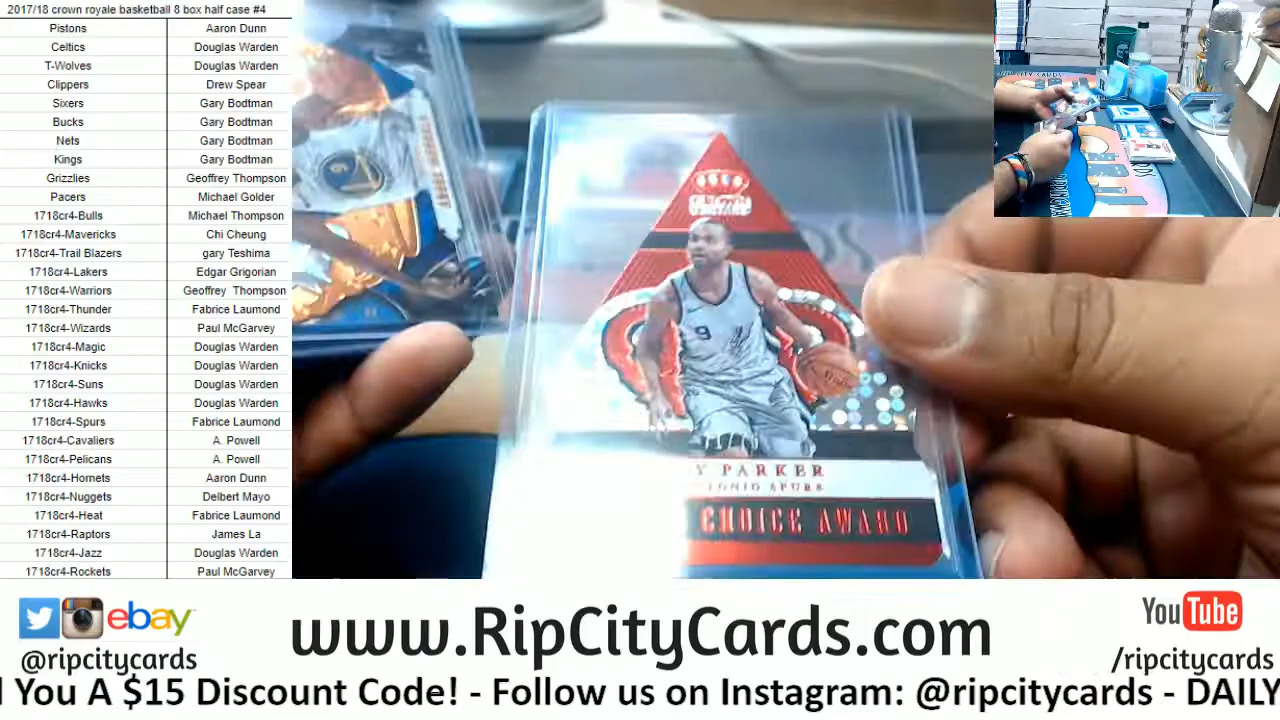 2017/18 crown royale basketball 8 box half case #4
Pistons Aaron Dunn
Celtics Douglas Warden
T-Wolves Douglas Warden
Clippers Drew Spear
Sixers Gary Bodtman
Bucks Gary Bodtman
Nets Gary Bodtman
Kings Gary Bodtman
Grizzlies Geoffrey Thompson
Pacers Michael Golder
1718cr4-Bulls Michael Thompson
1718cr4-Mavericks Chi Cheung
1718cr4-Trail Blazers gary Teshima
1718cr4-Lakers Edgar Grigorian
1718cr4-Warriors Geoffrey Thompson
1718cr4-Thunder Fabrice Laumond
1718cr4-Wizards Paul McGarvey
1718cr4-Magic Douglas Warden
1718cr4-Knicks Douglas Warden
1718cr4-Suns Douglas Warden
1718cr4-Hawks Douglas Warden
1718cr4-Spurs Fabrice Laumond
1718cr4-Cavaliers A. Powell
1718cr4-Pelicans A. Powell
1718cr4-Hornets Aaron Dunn
1718cr4-Nuggets Delbert Mayo
1718cr4-Heat Fabrice Laumond
1718cr4-Raptors James La
1718cr4-Jazz Douglas Warden
1718cr4-Rockets Paul McGarvey
9
Y PARKER
TONIO SPURS
CHOICE AWARD
ebay
@ripcitycards
www.RipCityCards.com
YouTube
/ripcitycards
l You A $15 Discount Code! - Follow us on Instagram: @ripcitycards - DAILY